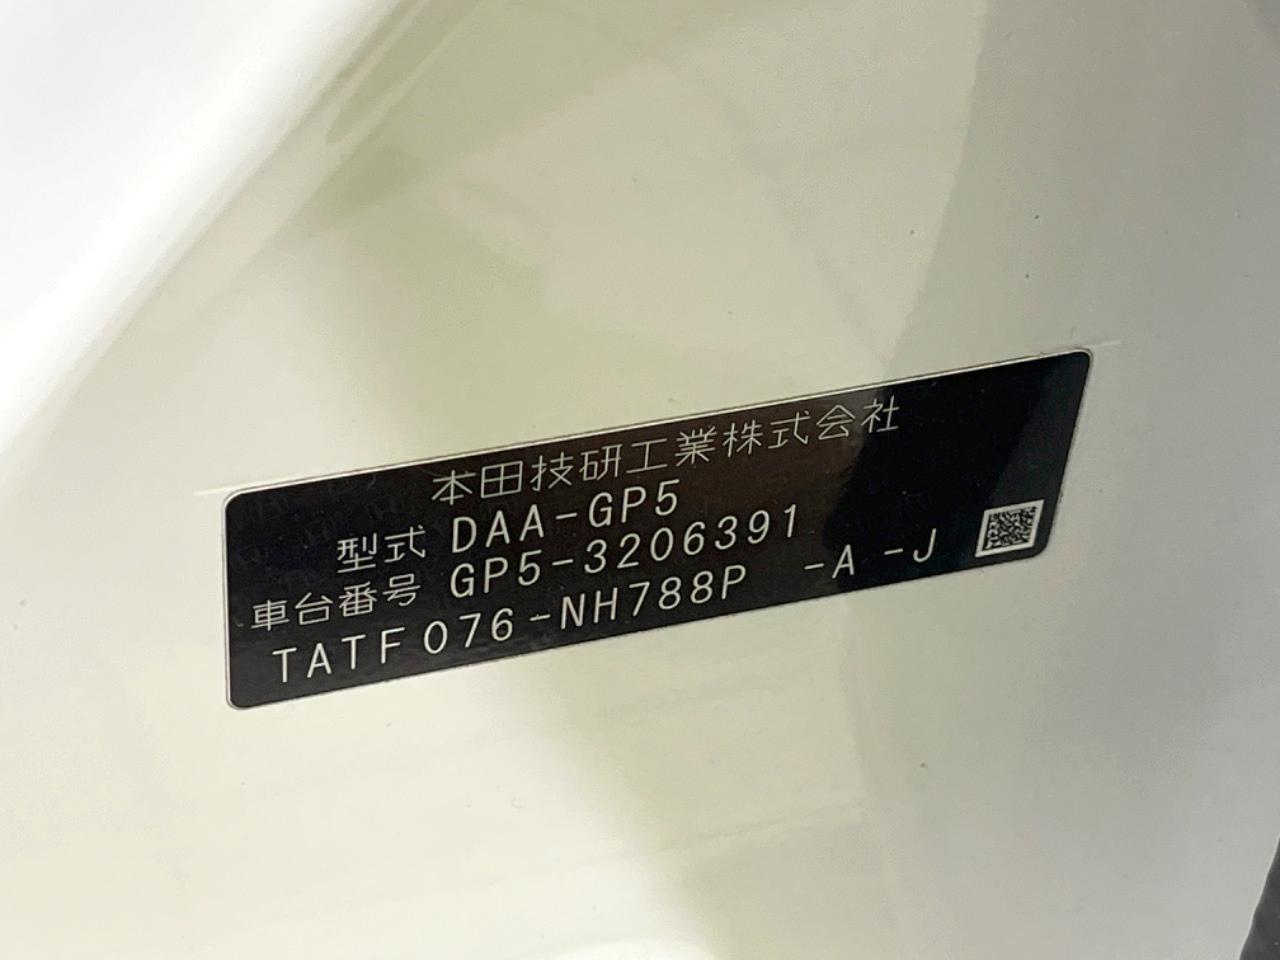 本田技研工業株式会社
型式 DAA-GP5
車台番号 GP5-3206391
TATF076-NH788P -A -J